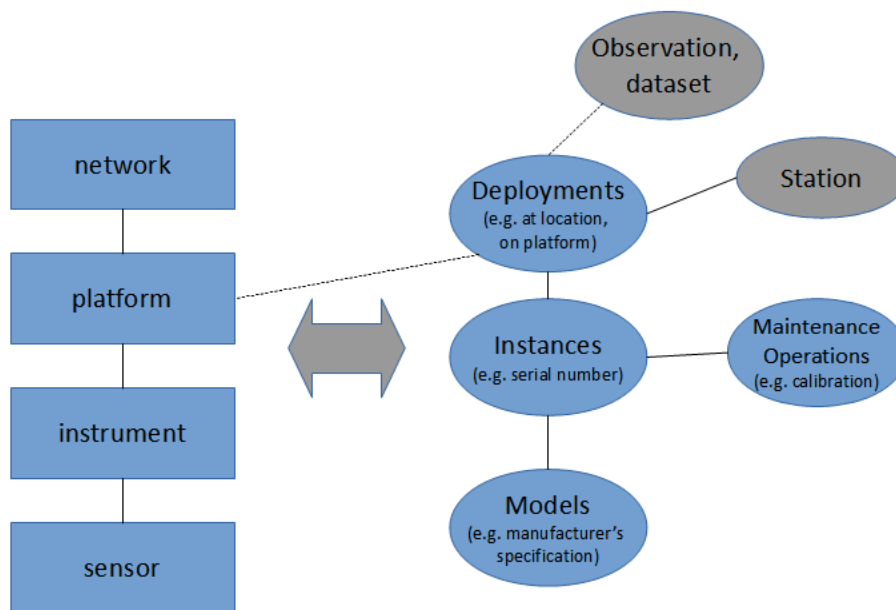 Observation,
dataset
network
Deployments
(e.g. at location,
on platform)
Station
platform
Instances
(e.g. serial number)
Maintenance
Operations
(e.g. calibration)
instrument
Models
(e.g. manufacturer's
specification)
sensor